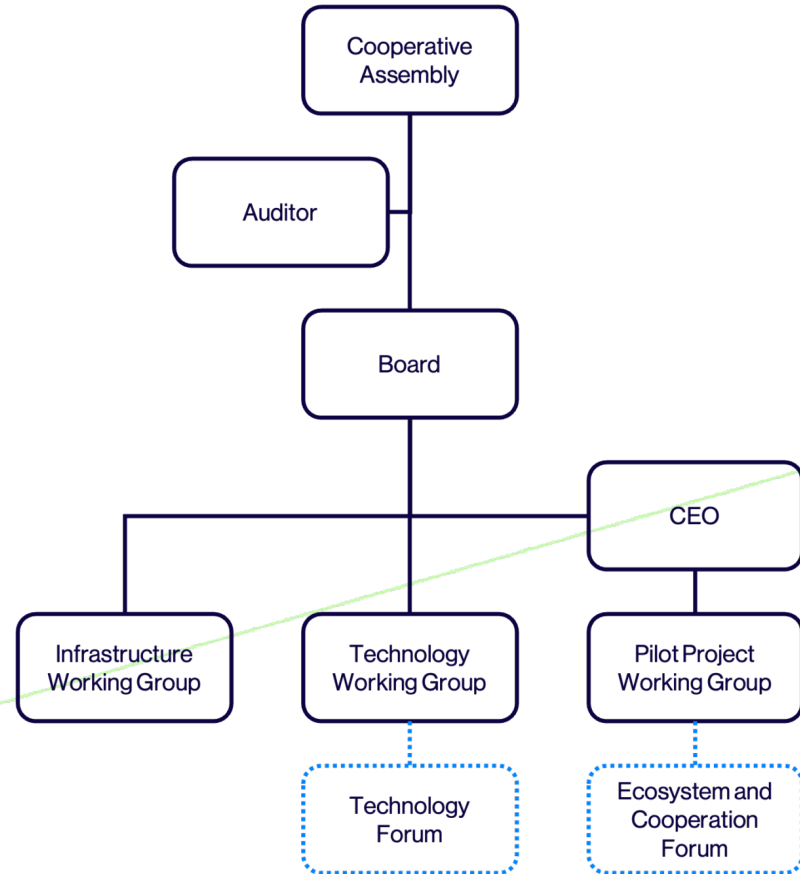 Cooperative
Assembly
Auditor
Board
CEO
Infrastructure
Working Group
Technology
Working Group
Pilot Project
Working Group
Technology
Forum
Ecosystem and
Cooperation
Forum